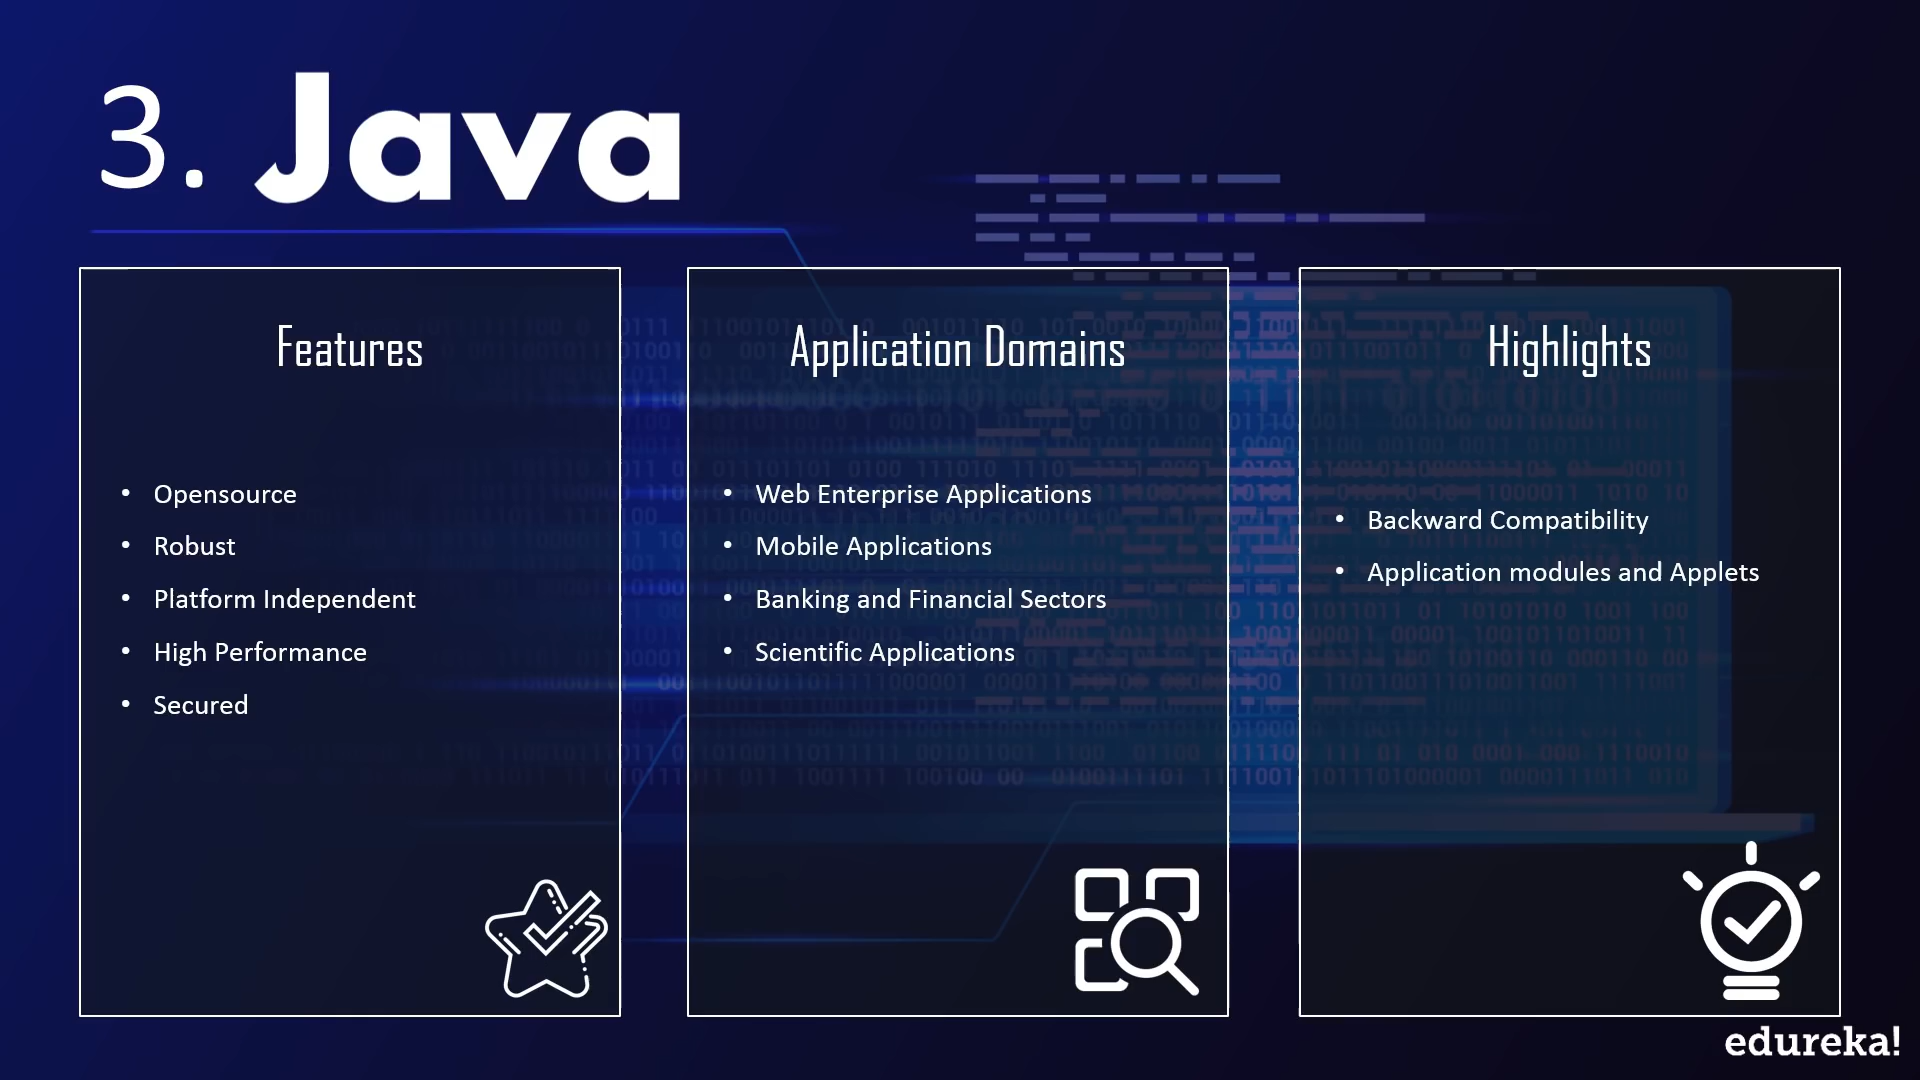 3. Java
Features
• Opensource
• Robust
• Platform Independent
• High Performance
• Secured
Application Domains
• Web Enterprise Applications
• Mobile Applications
• Banking and Financial Sectors
• Scientific Applications
Highlights
• Backward Compatibility
• Application modules and Applets
edureka!